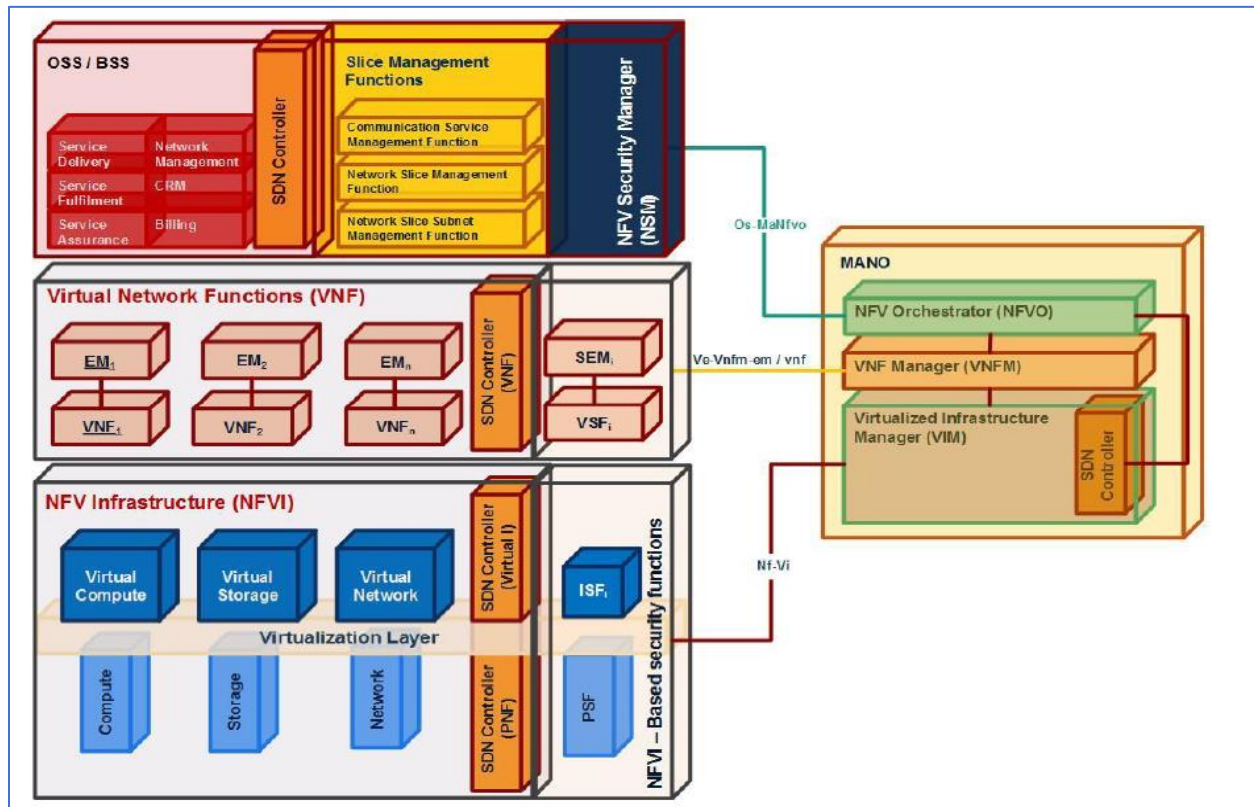 OSS / BSS
Service
Delivery
Network
Management
Service
Fulfilment
CRM
Service
Assurance
Billing
SDN Controller
Slice Management
Functions
Communication Service
Management Function
Network Slice Management
Function
Network Slice Subnet
Management Function
NFV Security Manager
(NSM)
Os-MaNfvo
Virtual Network Functions (VNF)
EM1
EM2
EMn
VNF1
VNF2
VNFn
SDN Controller
(VNF)
SEMi
VSFi
Ve-Vnfm-em / vnf
MANO
NFV Orchestrator (NFVO)
VNF Manager (VNFM)
Virtualized Infrastructure
Manager (VIM)
SDN
Controller
NFV Infrastructure (NFVI)
Virtual
Compute
Virtual
Storage
Virtual
Network
SDN Controller
(Virtual I)
ISFi
Virtualization Layer
Compute
Storage
Network
SDN Controller
(PNF)
PSF
NFVI – Based security functions
Nf-Vi